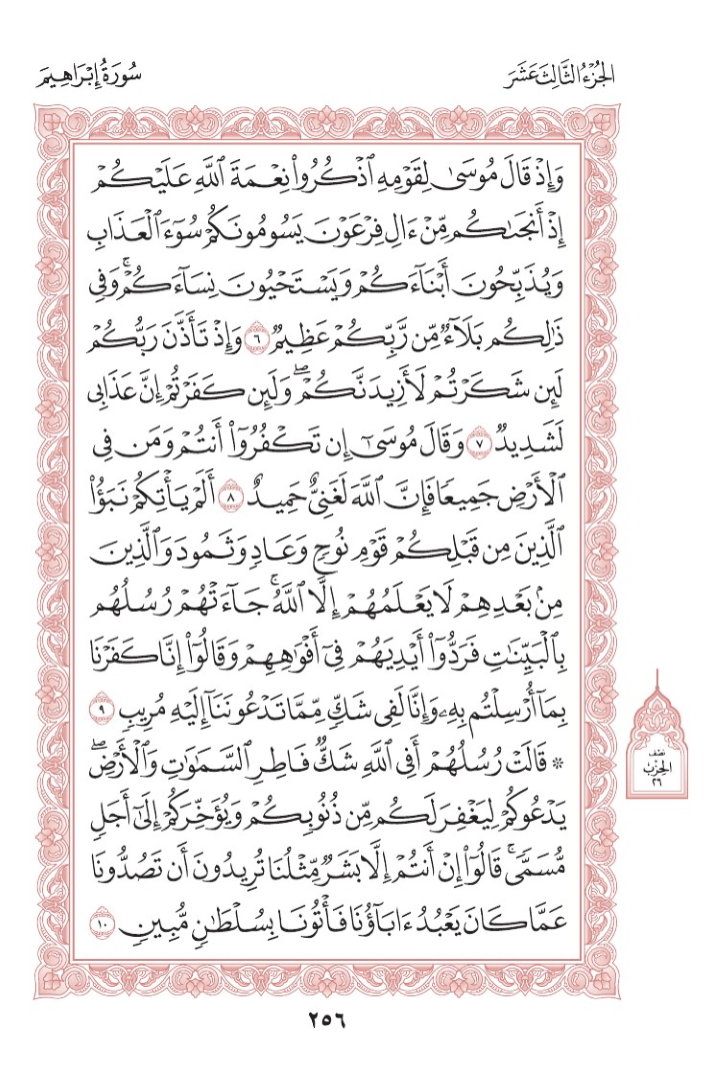 الجُزْءُ الثَّالِثَ عَشَرَ
سُورَةُ إِبْرَاهِيمَ
وَإِذْ قَالَ مُوسَىٰ لِقَوْمِهِ ٱذْكُرُوا۟ نِعْمَةَ ٱللَّهِ عَلَيْكُمْ
إِذْ أَنجَىٰكُم مِّنْ ءَالِ فِرْعَوْنَ يَسُومُونَكُمْ سُوٓءَ ٱلْعَذَابِ
وَيُذَبِّحُونَ أَبْنَآءَكُمْ وَيَسْتَحْيُونَ نِسَآءَكُمْ ۚ وَفِى
ذَٰلِكُم بَلَآءٌ مِّن رَّبِّكُمْ عَظِيمٌ ٦ وَإِذْ تَأَذَّنَ رَبُّكُمْ
لَئِن شَكَرْتُمْ لَأَزِيدَنَّكُمْ ۖ وَلَئِن كَفَرْتُمْ إِنَّ عَذَابِى
لَشَدِيدٌ ٧ وَقَالَ مُوسَىٰٓ إِن تَكْفُرُوٓا۟ أَنتُمْ وَمَن فِى
ٱلْأَرْضِ جَمِيعًا فَإِنَّ ٱللَّهَ لَغَنِىٌّ حَمِيدٌ ٨ أَلَمْ يَأْتِكُمْ نَبَؤُا۟
ٱلَّذِينَ مِن قَبْلِكُمْ قَوْمِ نُوحٍ وَعَادٍ وَثَمُودَ وَٱلَّذِينَ
مِنۢ بَعْدِهِمْ لَا يَعْلَمُهُمْ إِلَّا ٱللَّهُ ۚ جَآءَتْهُمْ رُسُلُهُم
بِٱلْبَيِّنَٰتِ فَرَدُّوٓا۟ أَيْدِيَهُمْ فِىٓ أَفْوَٰهِهِمْ وَقَالُوٓا۟ إِنَّا كَفَرْنَا
بِمَآ أُرْسِلْتُم بِهِۦ وَإِنَّا لَفِى شَكٍّ مِّمَّا تَدْعُونَنَآ إِلَيْهِ مُرِيبٍ ٩
۞ قَالَتْ رُسُلُهُمْ أَفِى ٱللَّهِ شَكٌّ فَاطِرِ ٱلسَّمَٰوَٰتِ وَٱلْأَرْضِ ۖ
يَدْعُوكُمْ لِيَغْفِرَ لَكُم مِّن ذُنُوبِكُمْ وَيُؤَخِّرَكُمْ إِلَىٰٓ أَجَلٍ
مُّسَمًّى ۚ قَالُوٓا۟ إِنْ أَنتُمْ إِلَّا بَشَرٌ مِّثْلُنَا تُرِيدُونَ أَن تَصُدُّونَا
عَمَّا كَانَ يَعْبُدُ ءَابَآؤُنَا فَأْتُونَا بِسُلْطَٰنٍ مُّبِينٍ ١٠
نصف
الحزب
٢٦
٢٥٦